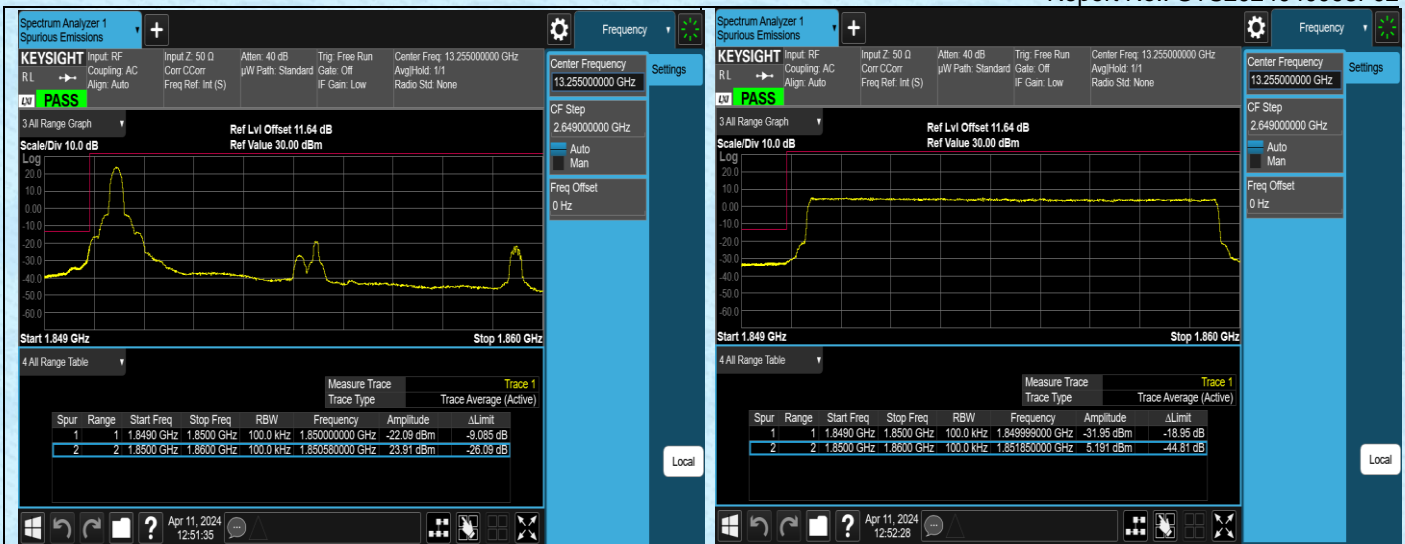 Spectrum Analyzer 1
Spurious Emissions
Frequency
KEYSIGHT
Input: RF
Input Z: 50 Ω
Atten: 40 dB
Trig: Free Run
Center Freq: 13.255000000 GHz
RL
Coupling: AC
Corr CCorr
µW Path: Standard
Gate: Off
Avg|Hold: 1/1
Align: Auto
Freq Ref: Int (S)
IF Gain: Low
Radio Std: None
LXI
PASS
Center Frequency
13.255000000 GHz
Settings
CF Step
2.649000000 GHz
Auto
Man
Freq Offset
0 Hz
3 All Range Graph
Ref Lvl Offset 11.64 dB
Scale/Div 10.0 dB
Ref Value 30.00 dBm
Log
20.0
10.0
0.00
-10.0
-20.0
-30.0
-40.0
-50.0
-60.0
Start 1.849 GHz
Stop 1.860 GHz
4 All Range Table
Measure Trace
Trace 1
Trace Type
Trace Average (Active)
Spur Range Start Freq Stop Freq RBW Frequency Amplitude ΔLimit
1 1 1.8490 GHz 1.8500 GHz 100.0 kHz 1.850000000 GHz -22.09 dBm -9.085 dB
2 2 1.8500 GHz 1.8600 GHz 100.0 kHz 1.850580000 GHz 23.91 dBm -26.09 dB
Local
?
Apr 11, 2024
12:51:35
Spectrum Analyzer 1
Spurious Emissions
Frequency
KEYSIGHT
Input: RF
Input Z: 50 Ω
Atten: 40 dB
Trig: Free Run
Center Freq: 13.255000000 GHz
RL
Coupling: AC
Corr CCorr
µW Path: Standard
Gate: Off
Avg|Hold: 1/1
Align: Auto
Freq Ref: Int (S)
IF Gain: Low
Radio Std: None
LXI
PASS
Center Frequency
13.255000000 GHz
Settings
CF Step
2.649000000 GHz
Auto
Man
Freq Offset
0 Hz
3 All Range Graph
Ref Lvl Offset 11.64 dB
Scale/Div 10.0 dB
Ref Value 30.00 dBm
Log
20.0
10.0
0.00
-10.0
-20.0
-30.0
-40.0
-50.0
-60.0
Start 1.849 GHz
Stop 1.860 GHz
4 All Range Table
Measure Trace
Trace 1
Trace Type
Trace Average (Active)
Spur Range Start Freq Stop Freq RBW Frequency Amplitude ΔLimit
1 1 1.8490 GHz 1.8500 GHz 100.0 kHz 1.849999000 GHz -31.95 dBm -18.95 dB
2 2 1.8500 GHz 1.8600 GHz 100.0 kHz 1.851850000 GHz 5.191 dBm -44.81 dB
Local
?
Apr 11, 2024
12:52:28